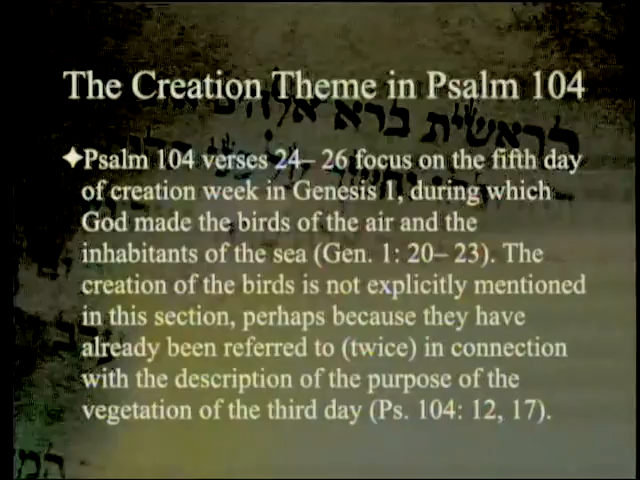 The Creation Theme in Psalm 104
בראשית ברא אלהים
✦Psalm 104 verses 24– 26 focus on the fifth day
of creation week in Genesis 1, during which
God made the birds of the air and the
inhabitants of the sea (Gen. 1: 20– 23). The
creation of the birds is not explicitly mentioned
in this section, perhaps because they have
already been referred to (twice) in connection
with the description of the purpose of the
vegetation of the third day (Ps. 104: 12, 17).